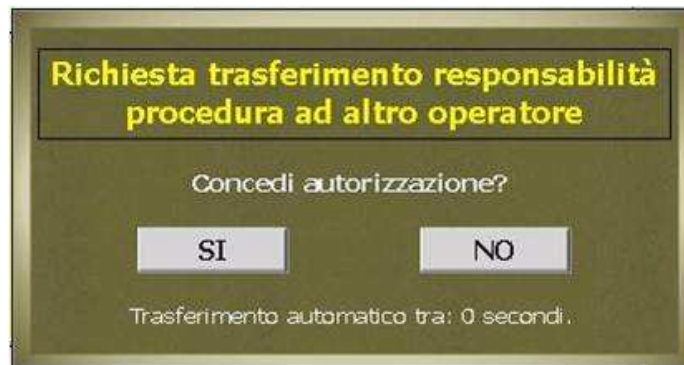 Richiesta trasferimento responsabilità
procedura ad altro operatore
Concedi autorizzazione?
SI
NO
Trasferimento automatico tra: 0 secondi.